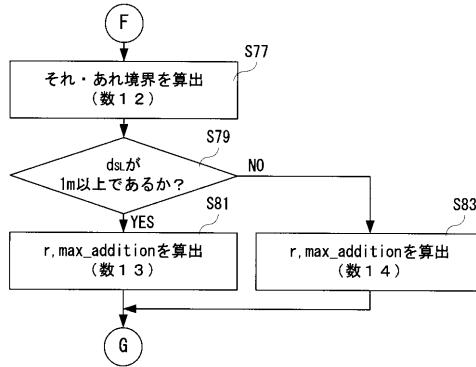 F
S77
それ・あれ境界を算出
(数１２)
S79
dSLが
1m以上であるか?
NO
YES
S81
r,max_additionを算出
(数１３)
S83
r,max_additionを算出
(数１４)
G